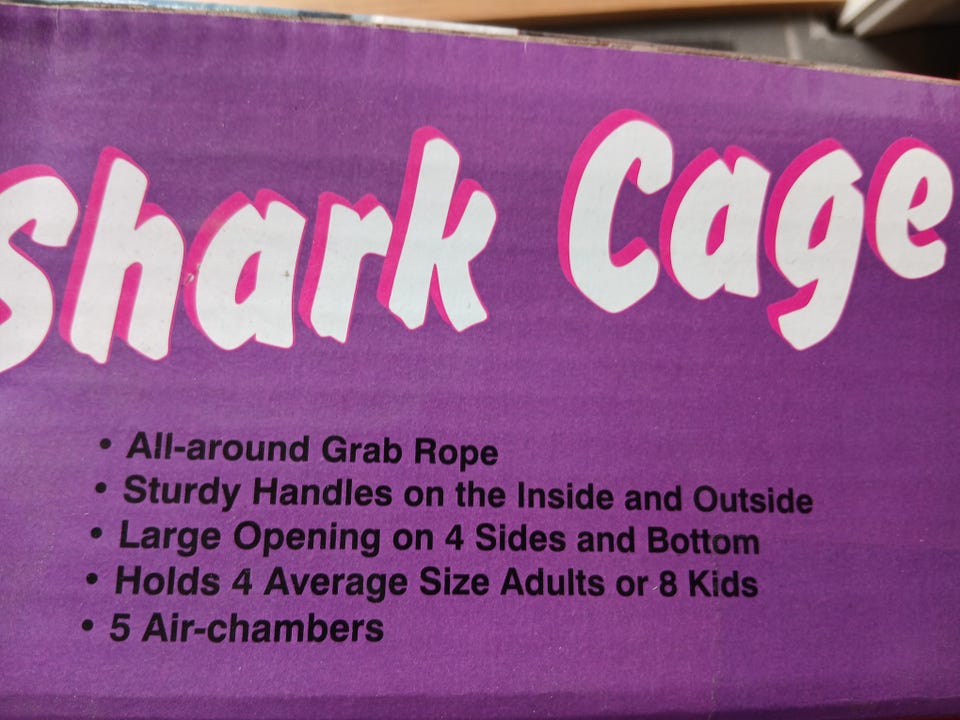 Shark Cage
• All-around Grab Rope
• Sturdy Handles on the Inside and Outside
• Large Opening on 4 Sides and Bottom
• Holds 4 Average Size Adults or 8 Kids
• 5 Air-chambers